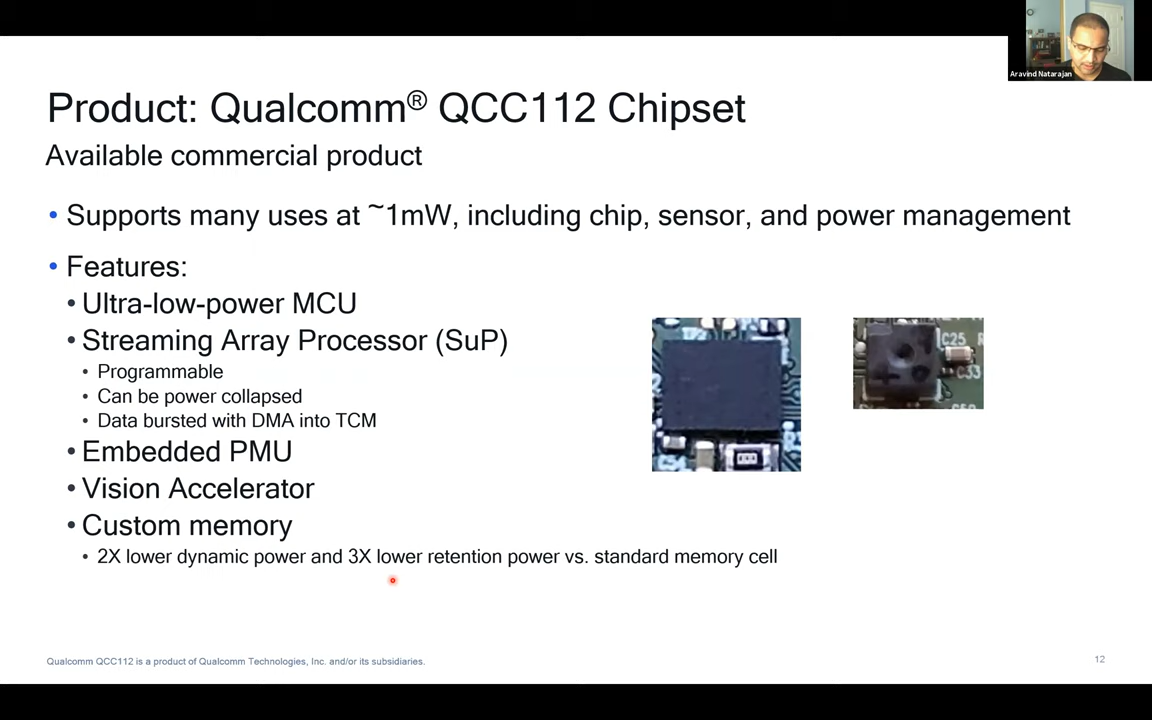 Aravind Natarajan
Product: Qualcomm® QCC112 Chipset
Available commercial product
• Supports many uses at ~1mW, including chip, sensor, and power management
• Features:
• Ultra-low-power MCU
• Streaming Array Processor (SuP)
• Programmable
• Can be power collapsed
• Data bursted with DMA into TCM
• Embedded PMU
• Vision Accelerator
• Custom memory
• 2X lower dynamic power and 3X lower retention power vs. standard memory cell
C25
C33
Qualcomm QCC112 is a product of Qualcomm Technologies, Inc. and/or its subsidiaries.
12